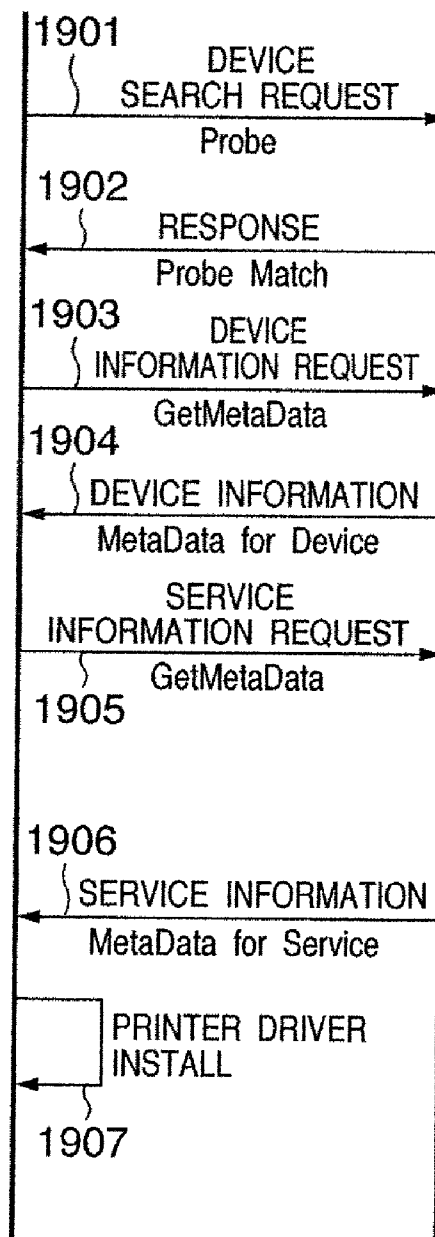 1901
DEVICE
SEARCH REQUEST
Probe
1902
RESPONSE
Probe Match
1903
DEVICE
INFORMATION REQUEST
GetMetaData
1904
DEVICE INFORMATION
MetaData for Device
SERVICE
INFORMATION REQUEST
GetMetaData
1905
1906
SERVICE INFORMATION
MetaData for Service
PRINTER DRIVER
INSTALL
1907